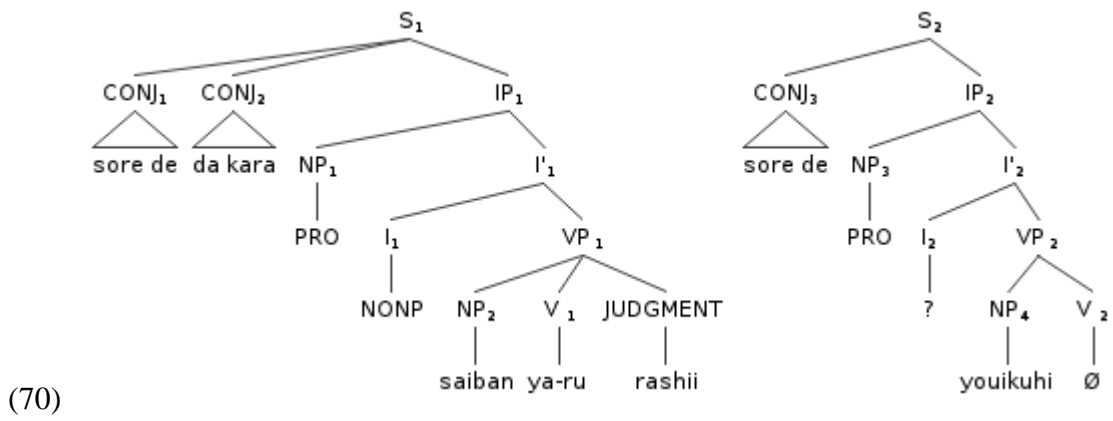 S₁ S₂
CONJ₁ CONJ₂ IP₁ CONJ₃ IP₂
sore de da kara NP₁ I'₁ sore de NP₃ I'₂
PRO I₁ VP₁ PRO I₂ VP₂
NONP NP₂ V₁ JUDGMENT ? NP₄ V₂
saiban ya-ru rashii youikuhi Ø
(70)